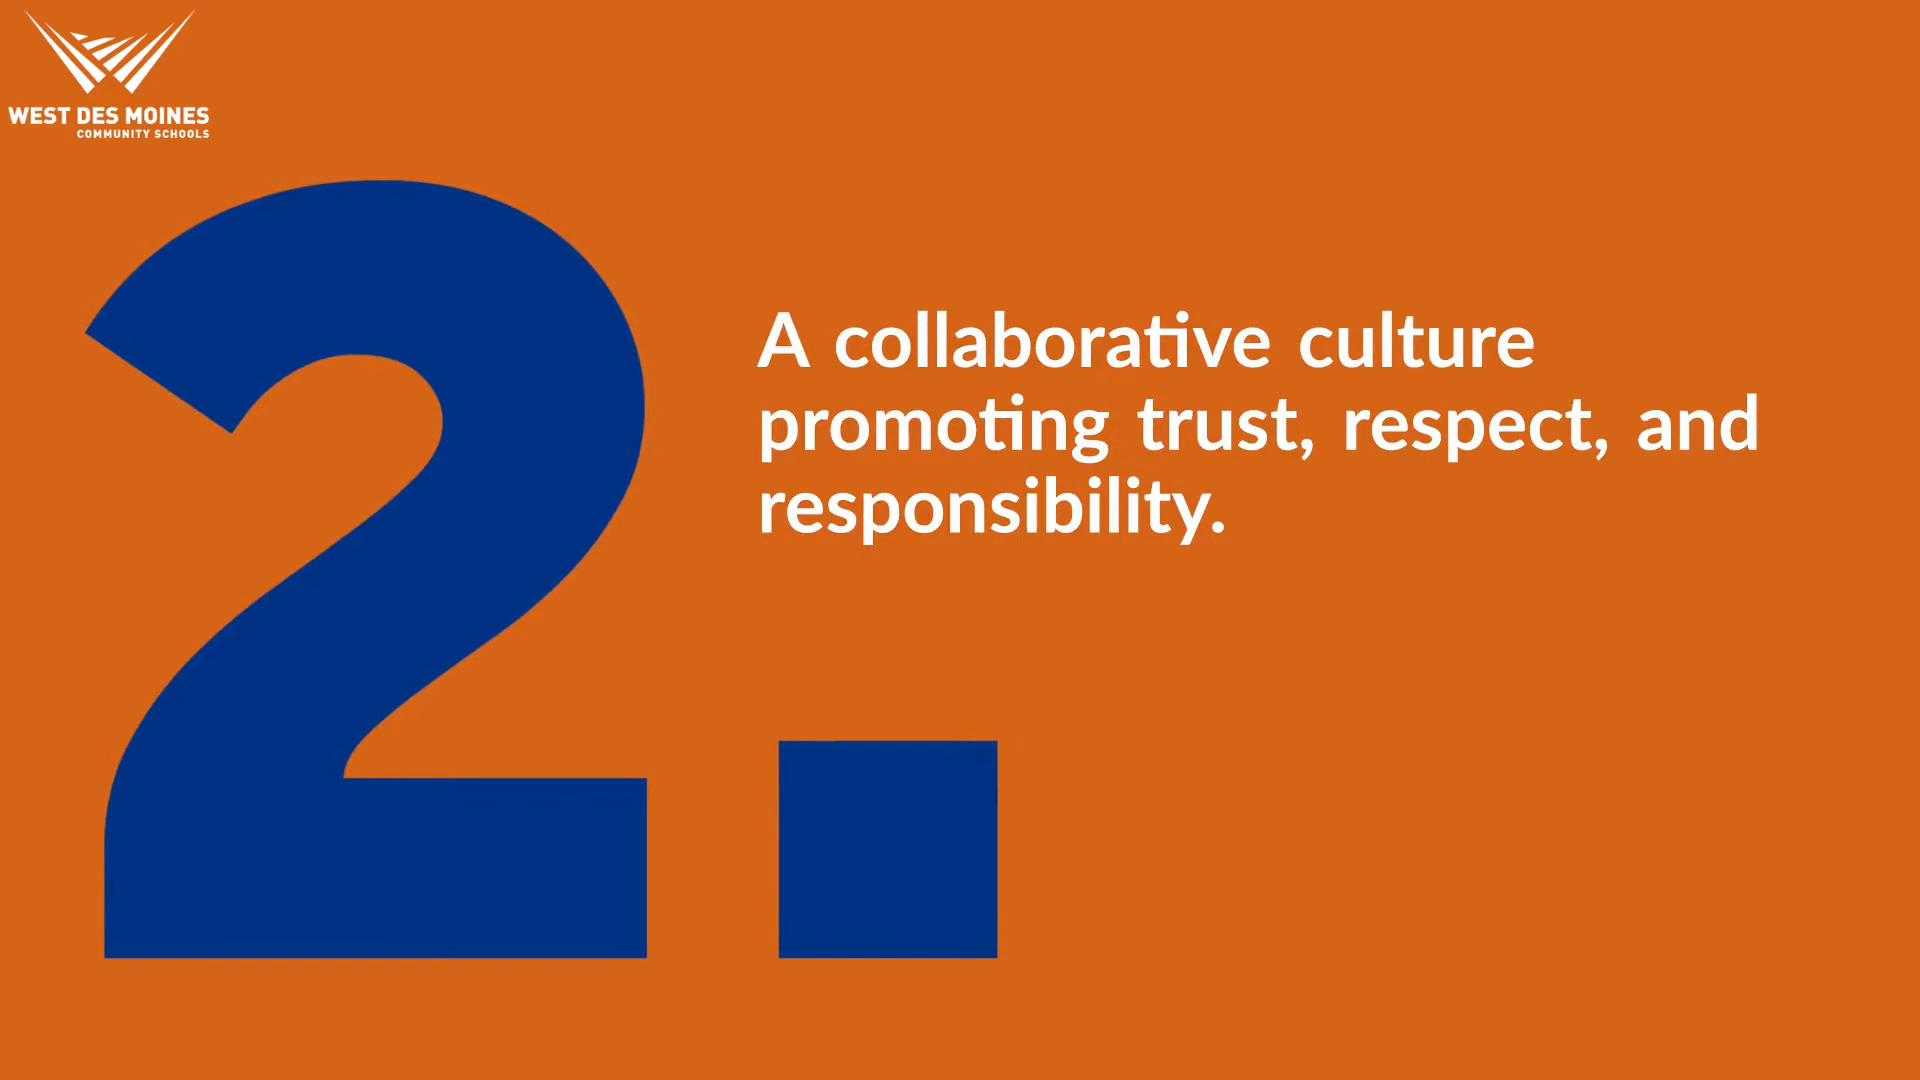 WEST DES MOINES
COMMUNITY SCHOOLS
2.
A collaborative culture
promoting trust, respect, and
responsibility.